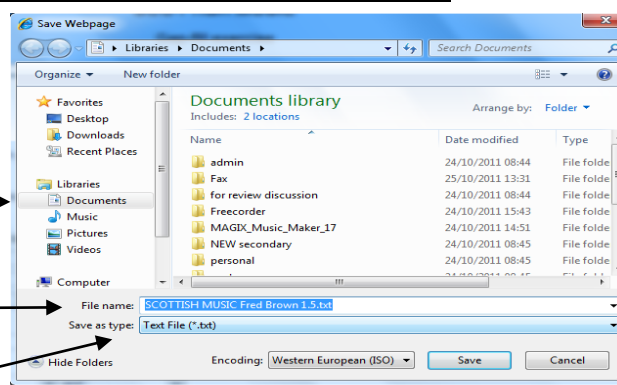 Save Webpage
Libraries Documents
Search Documents
Organize New folder
Favorites
Desktop
Downloads
Recent Places
Libraries
Documents
Music
Pictures
Videos
Computer
Documents library
Includes: 2 locations
Arrange by: Folder
Name Date modified Type
admin 24/10/2011 08:44 File folde
Fax 25/10/2011 13:31 File folde
for review discussion 24/10/2011 08:44 File folde
Freecorder 24/10/2011 15:43 File folde
MAGIX_Music_Maker_17 24/10/2011 14:51 File folde
NEW secondary 24/10/2011 08:45 File folde
personal 24/10/2011 08:45 File folde
File name: SCOTTISH MUSIC Fred Brown 1.5.txt
Save as type: Text File (*.txt)
Hide Folders Encoding: Western European (ISO) Save Cancel